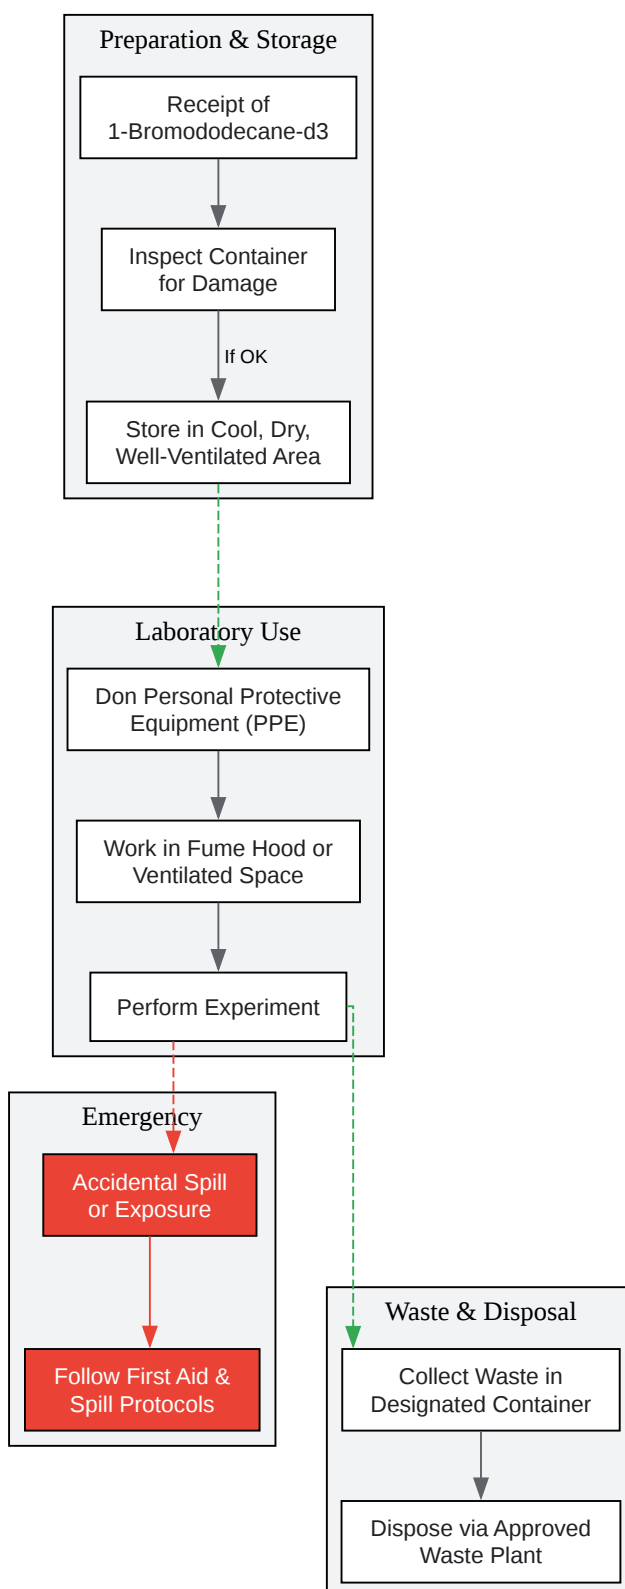 Preparation & Storage
Receipt of
1-Bromododecane-d3
Inspect Container
for Damage
If OK
Store in Cool, Dry,
Well-Ventilated Area
Laboratory Use
Don Personal Protective
Equipment (PPE)
Work in Fume Hood or
Ventilated Space
Perform Experiment
Emergency
Accidental Spill
or Exposure
Follow First Aid &
Spill Protocols
Waste & Disposal
Collect Waste in
Designated Container
Dispose via Approved
Waste Plant